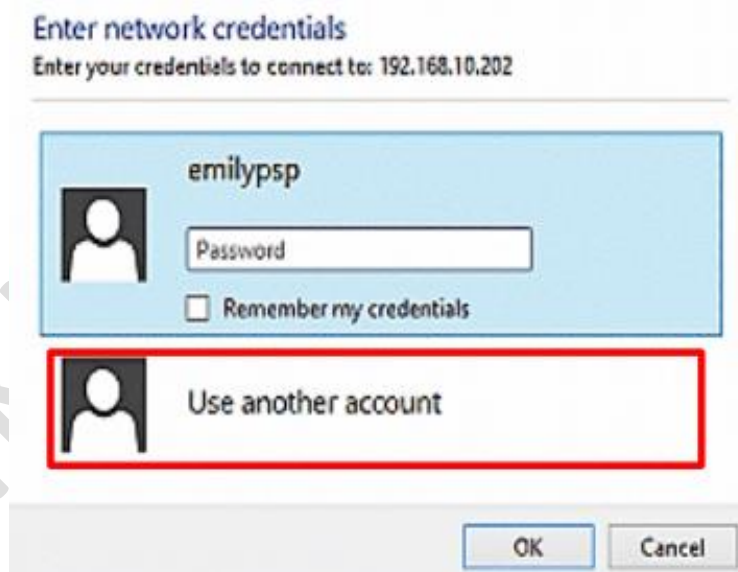 Enter network credentials
Enter your credentials to connect to: 192.168.10.202
emilypsp
Password
Remember my credentials
Use another account
OK
Cancel